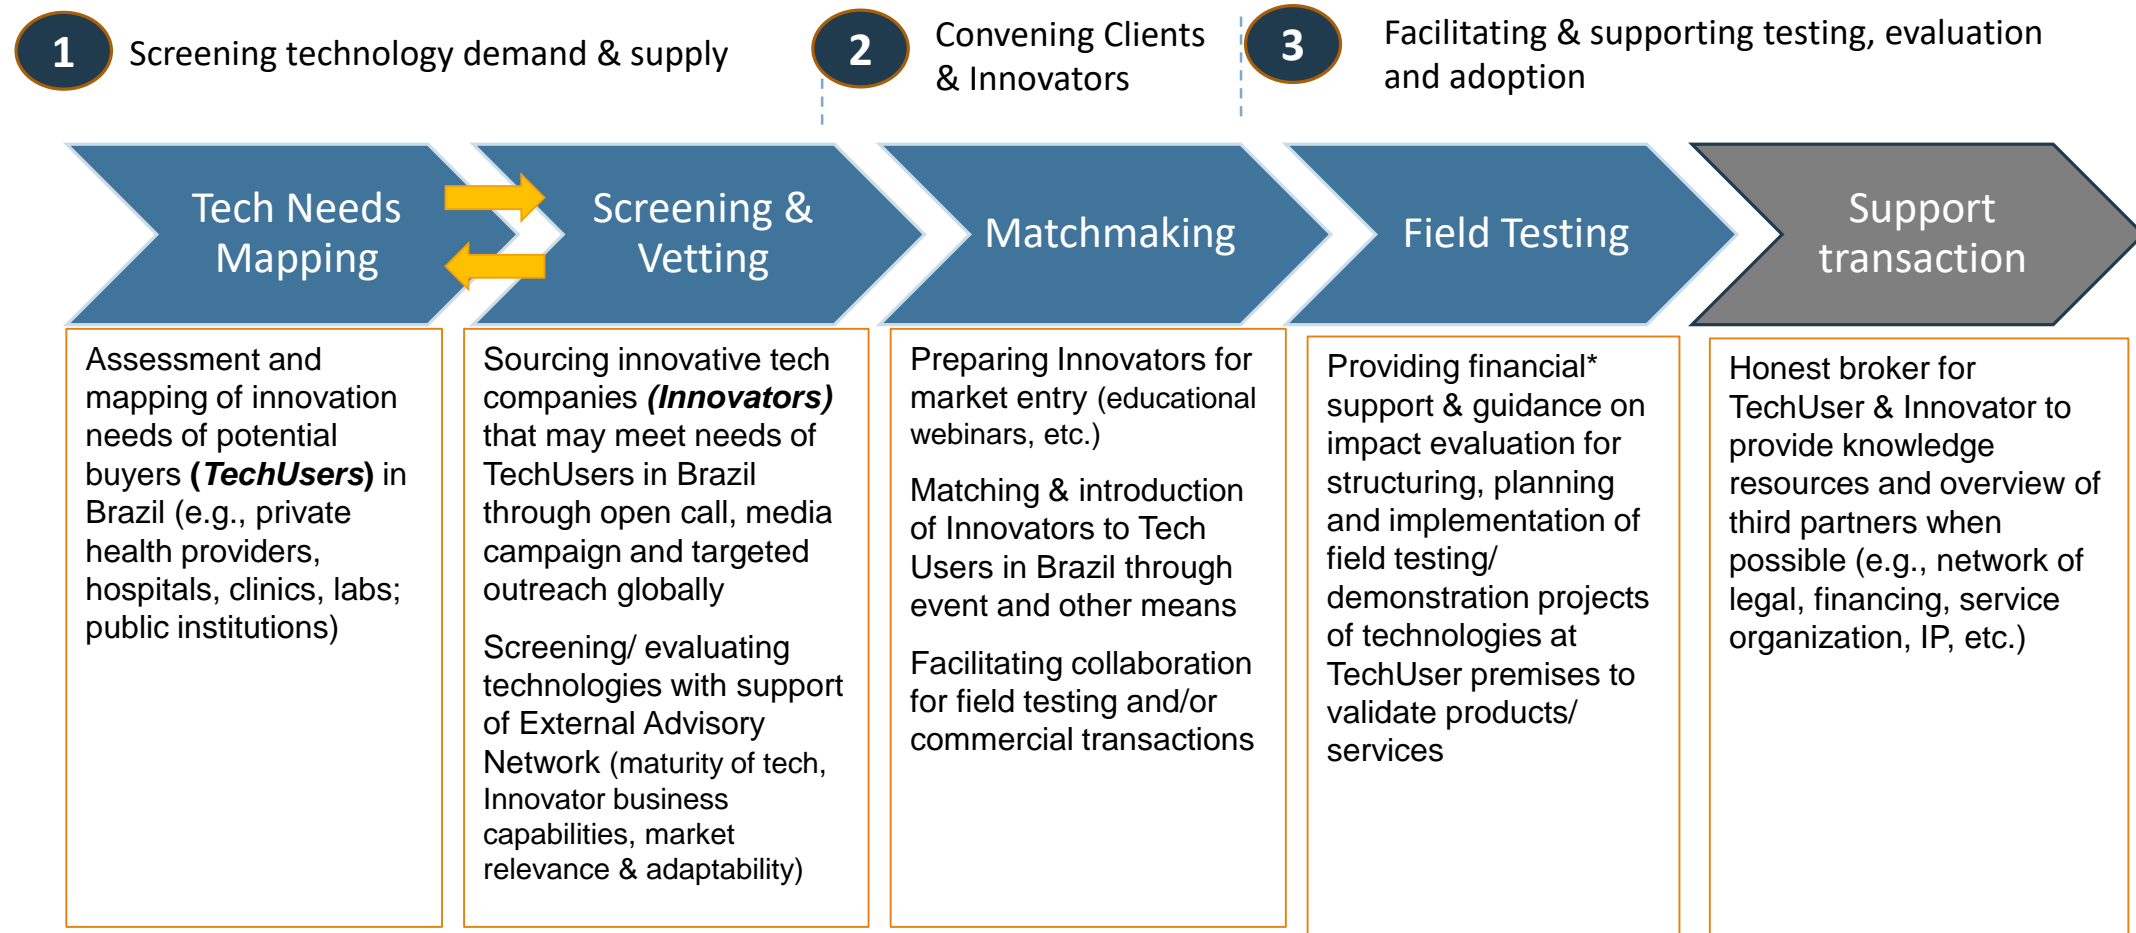 1
Screening technology demand & supply
2
Convening Clients
& Innovators
3
Facilitating & supporting testing, evaluation
and adoption
Tech Needs
Mapping
Screening &
Vetting
Matchmaking
Field Testing
Support
transaction
Assessment and
mapping of innovation
needs of potential
buyers (TechUsers) in
Brazil (e.g., private
health providers,
hospitals, clinics, labs;
public institutions)
Sourcing innovative tech
companies (Innovators)
that may meet needs of
TechUsers in Brazil
through open call, media
campaign and targeted
outreach globally
Screening/ evaluating
technologies with support
of External Advisory
Network (maturity of tech,
Innovator business
capabilities, market
relevance & adaptability)
Preparing Innovators for
market entry (educational
webinars, etc.)
Matching & introduction
of Innovators to Tech
Users in Brazil through
event and other means
Facilitating collaboration
for field testing and/or
commercial transactions
Providing financial*
support & guidance on
impact evaluation for
structuring, planning
and implementation of
field testing/
demonstration projects
of technologies at
TechUser premises to
validate products/
services
Honest broker for
TechUser & Innovator to
provide knowledge
resources and overview of
third partners when
possible (e.g., network of
legal, financing, service
organization, IP, etc.)